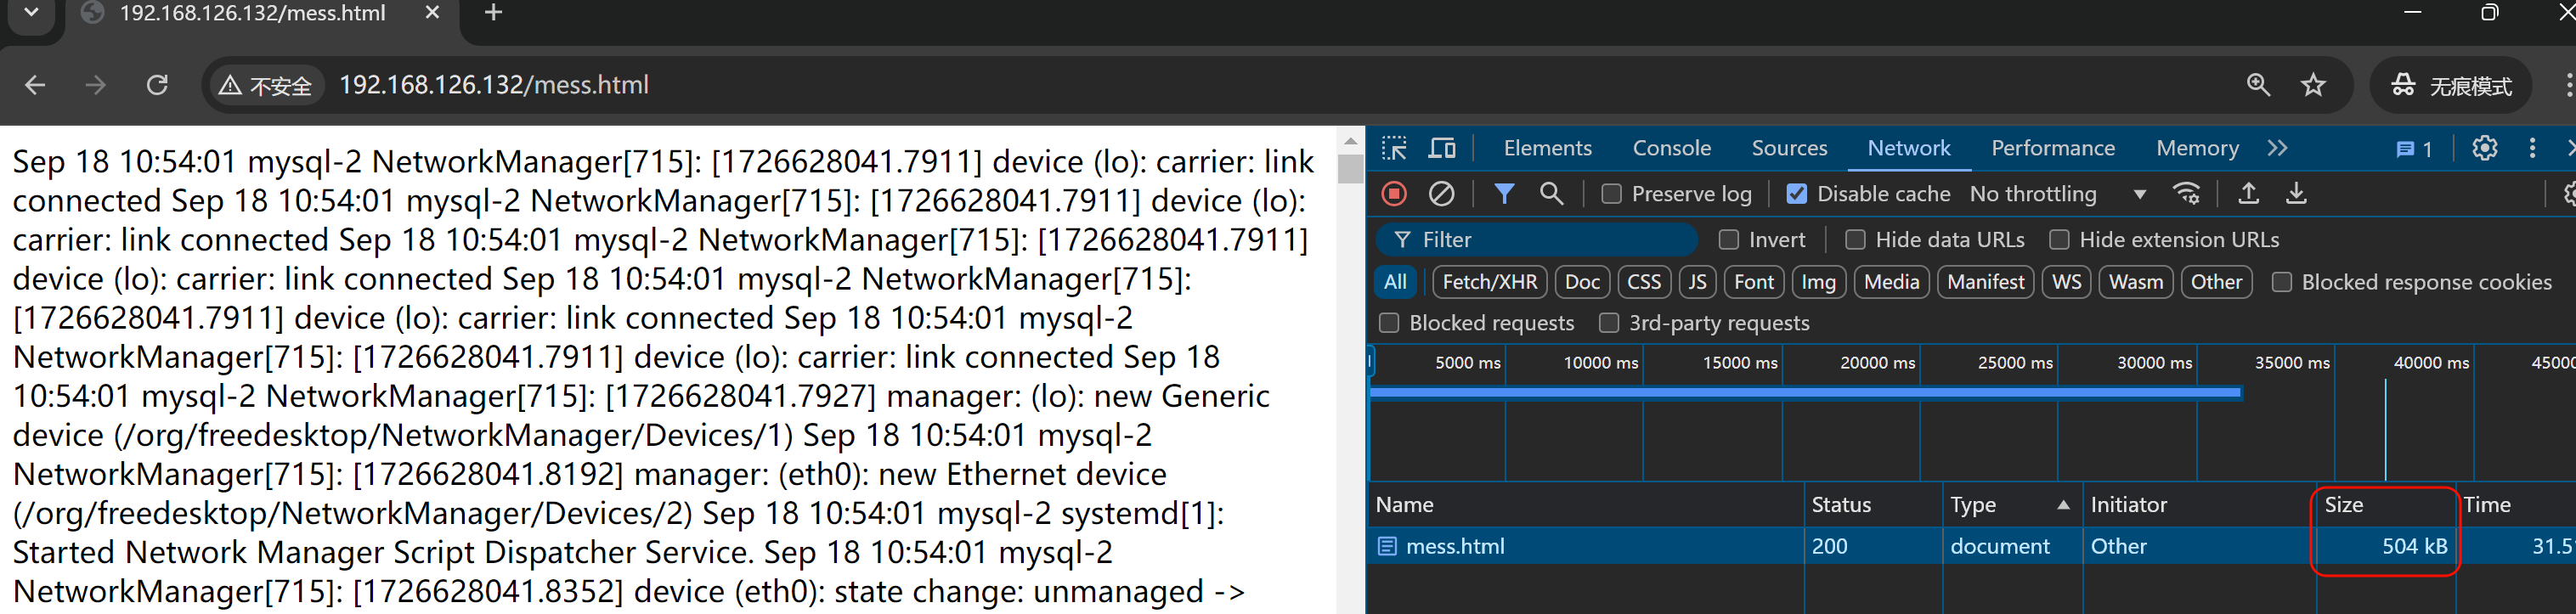 192.168.126.132/mess.html
不安全 192.168.126.132/mess.html
无痕模式
Sep 18 10:54:01 mysql-2 NetworkManager[715]: [1726628041.7911] device (lo): carrier: link
connected Sep 18 10:54:01 mysql-2 NetworkManager[715]: [1726628041.7911] device (lo):
carrier: link connected Sep 18 10:54:01 mysql-2 NetworkManager[715]: [1726628041.7911]
device (lo): carrier: link connected Sep 18 10:54:01 mysql-2 NetworkManager[715]:
[1726628041.7911] device (lo): carrier: link connected Sep 18 10:54:01 mysql-2
NetworkManager[715]: [1726628041.7911] device (lo): carrier: link connected Sep 18
10:54:01 mysql-2 NetworkManager[715]: [1726628041.7927] manager: (lo): new Generic
device (/org/freedesktop/NetworkManager/Devices/1) Sep 18 10:54:01 mysql-2
NetworkManager[715]: [1726628041.8192] manager: (eth0): new Ethernet device
(/org/freedesktop/NetworkManager/Devices/2) Sep 18 10:54:01 mysql-2 systemd[1]:
Started Network Manager Script Dispatcher Service. Sep 18 10:54:01 mysql-2
NetworkManager[715]: [1726628041.8352] device (eth0): state change: unmanaged ->
Elements Console Sources Network Performance Memory 1
Preserve log Disable cache No throttling
Filter Invert Hide data URLs Hide extension URLs
All Fetch/XHR Doc CSS JS Font Img Media Manifest WS Wasm Other Blocked response cookies
Blocked requests 3rd-party requests
5000 ms 10000 ms 15000 ms 20000 ms 25000 ms 30000 ms 35000 ms 40000 ms 4500
Name Status Type Initiator Size Time
mess.html 200 document Other 504 kB 31.5